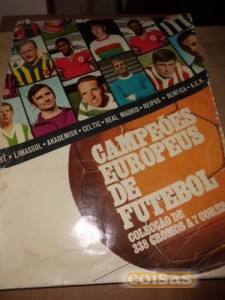 LIMASSOL - AKADEMISK - CELTIC - REAL MADRID - REIPAS - BENFICA - A.E.K.
CAMPEÕES
EUROPEUS
DE
FUTEBOL
COLECÇÃO DE
338 CROMOS A 7 CORES
coisas